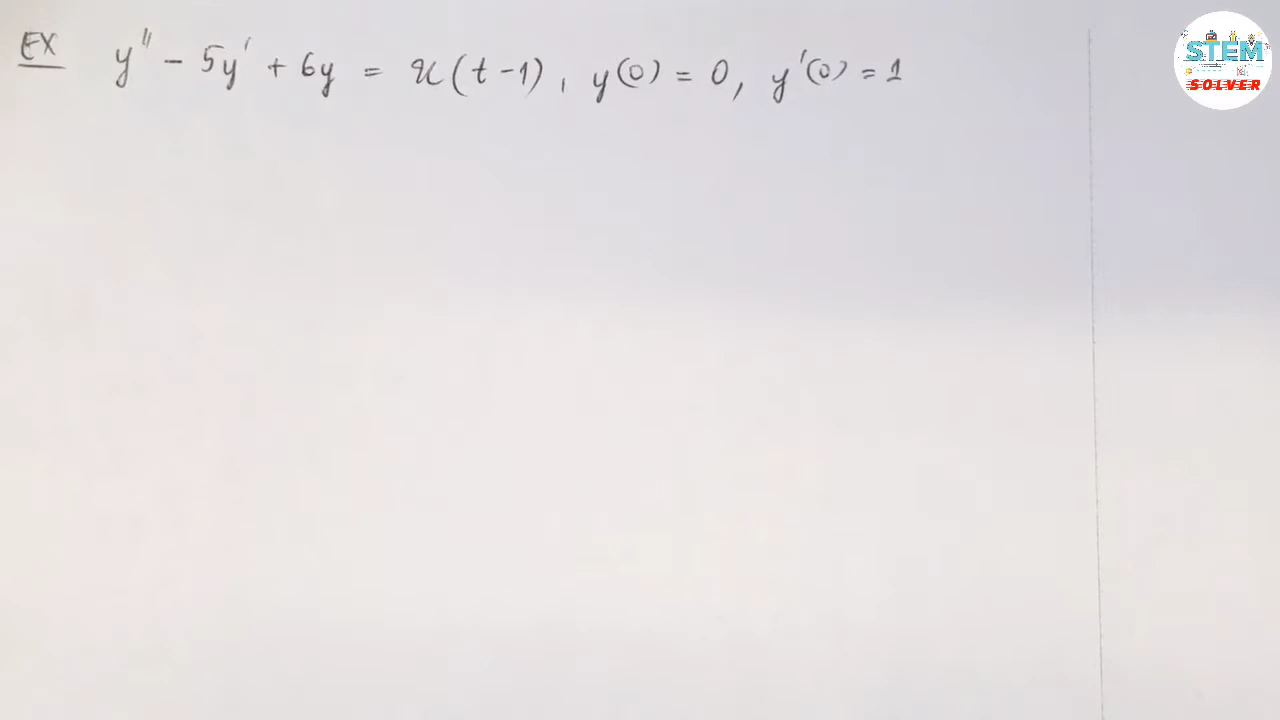 EX y'' - 5y' + 6y = u(t-1), y(0) = 0, y'(0) = 1
STEM
SOLVER